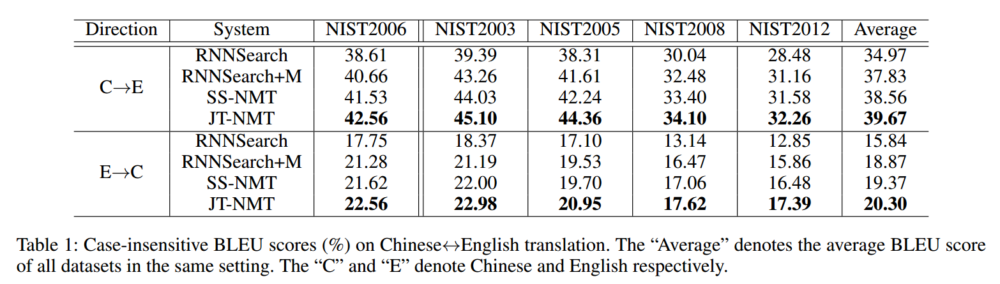 Direction System NIST2006 NIST2003 NIST2005 NIST2008 NIST2012 Average
C→E
RNNSearch 38.61 39.39 38.31 30.04 28.48 34.97
RNNSearch+M 40.66 43.26 41.61 32.48 31.16 37.83
SS-NMT 41.53 44.03 42.24 33.40 31.58 38.56
JT-NMT 42.56 45.10 44.36 34.10 32.26 39.67
E→C
RNNSearch 17.75 18.37 17.10 13.14 12.85 15.84
RNNSearch+M 21.28 21.19 19.53 16.47 15.86 18.87
SS-NMT 21.62 22.00 19.70 17.06 16.48 19.37
JT-NMT 22.56 22.98 20.95 17.62 17.39 20.30
Table 1: Case-insensitive BLEU scores (%) on Chinese↔English translation. The “Average” denotes the average BLEU score
of all datasets in the same setting. The “C” and “E” denote Chinese and English respectively.